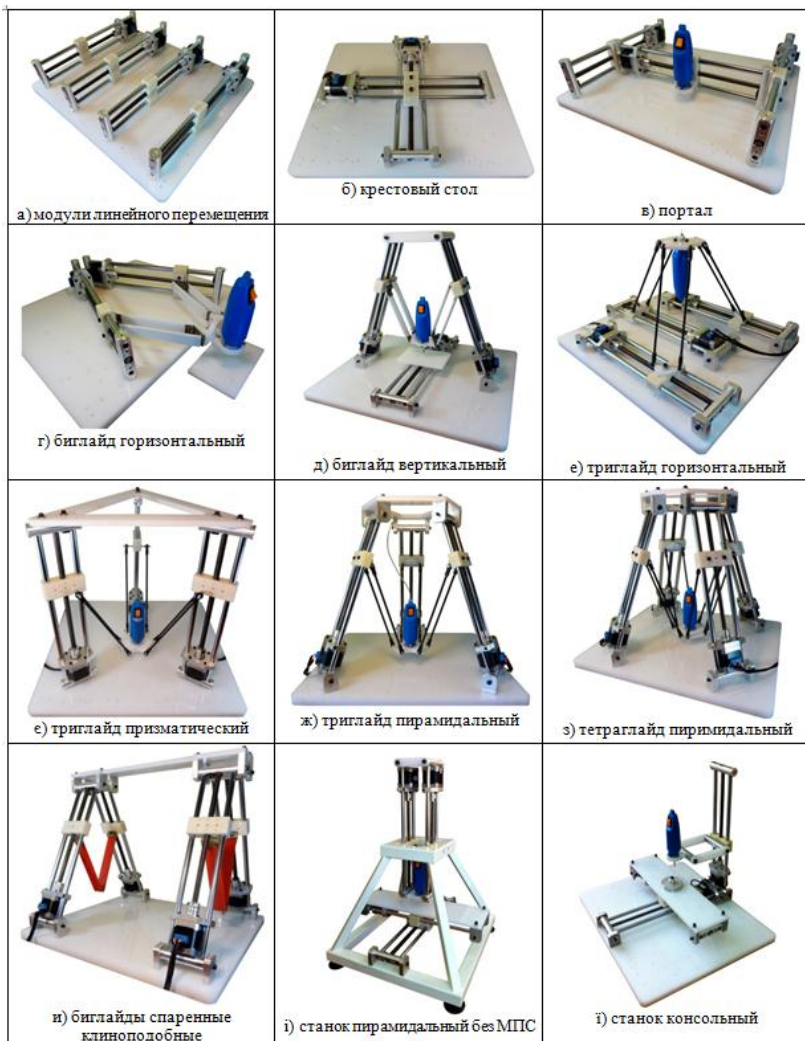 а) модули линейного перемещения
б) крестовый стол
в) портал
г) биглайд горизонтальный
д) биглайд вертикальный
е) триглайд горизонтальный
є) триглайд призматический
ж) триглайд пирамидальный
з) тетраглайд пиримидальный
и) биглайды спаренные
клиноподобные
і) станок пирамидальный без МПС
ї) станок консольный